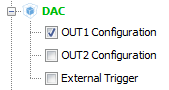 DAC
OUT1 Configuration
OUT2 Configuration
External Trigger